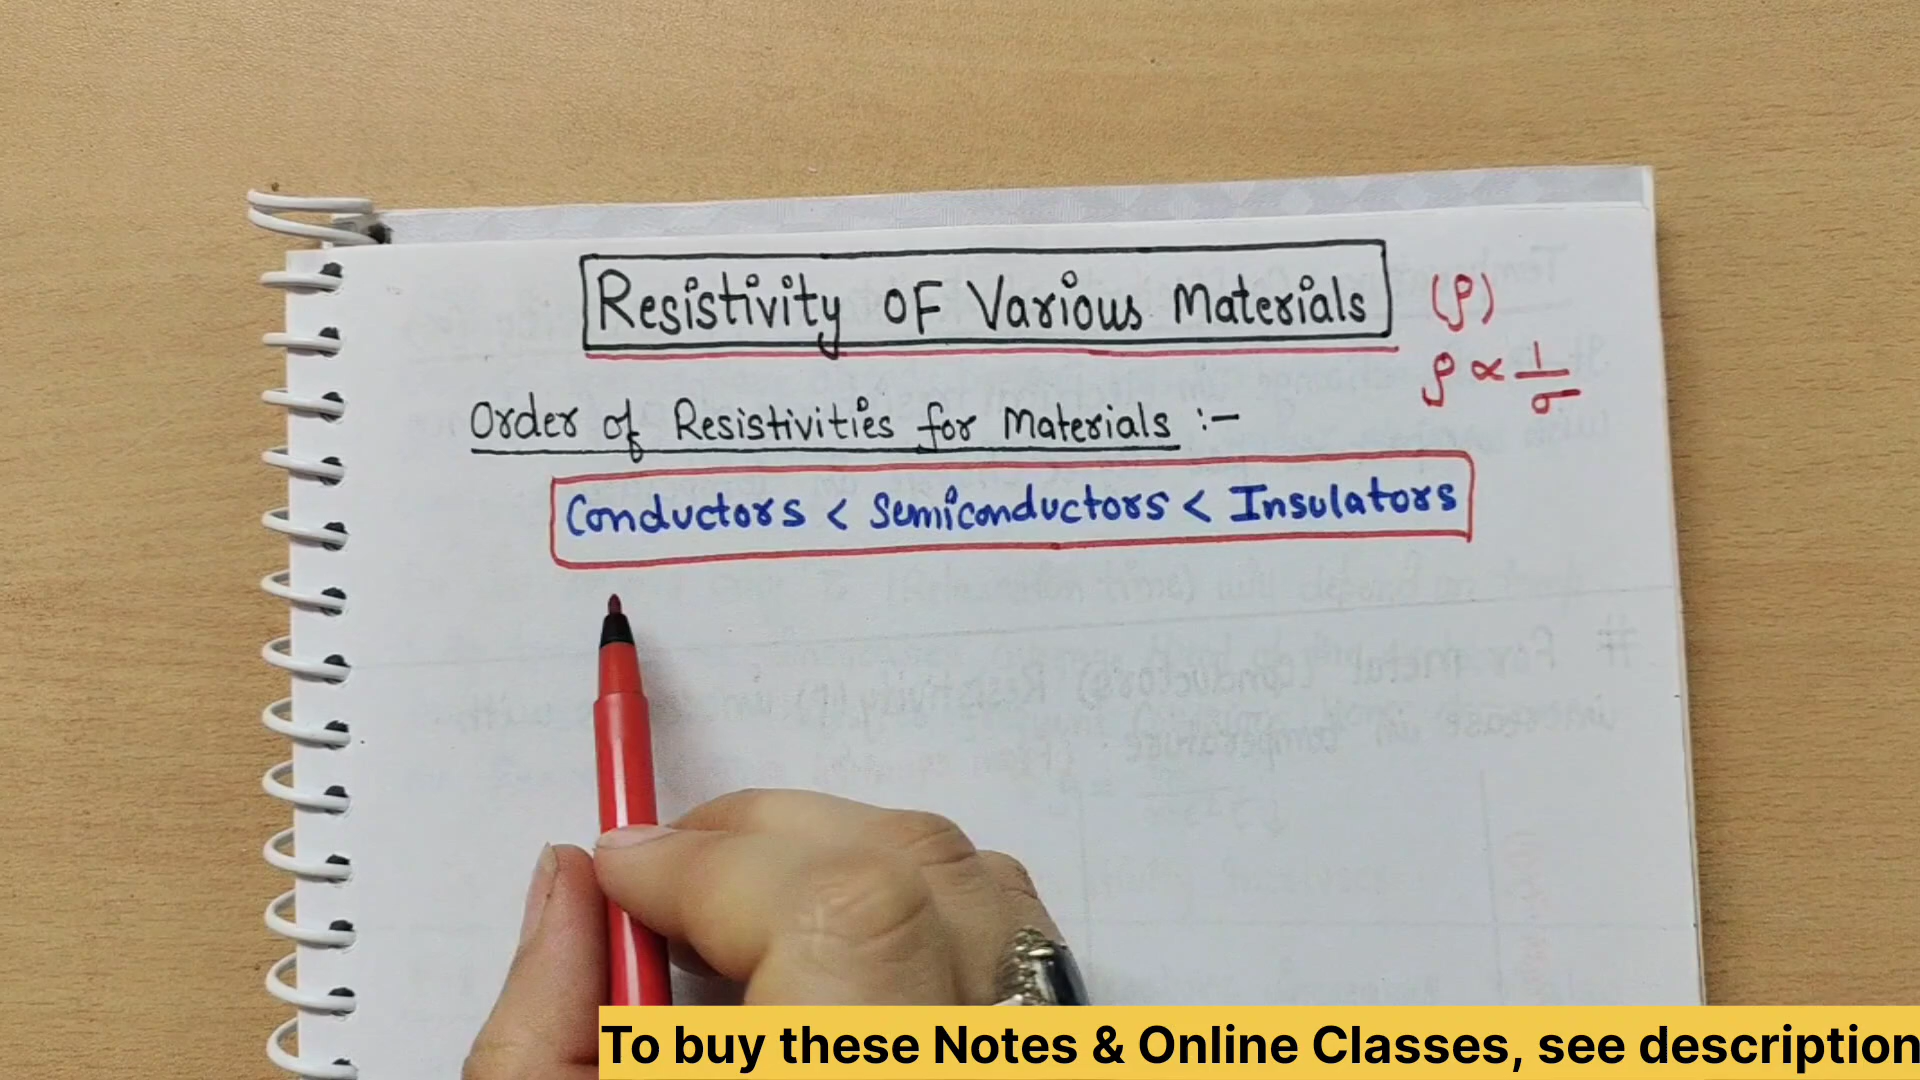 Resistivity OF Various Materials (ρ)
ρ ∝ 1/σ
Order of Resistivities for Materials :-
Conductors < Semiconductors < Insulators
To buy these Notes & Online Classes, see description